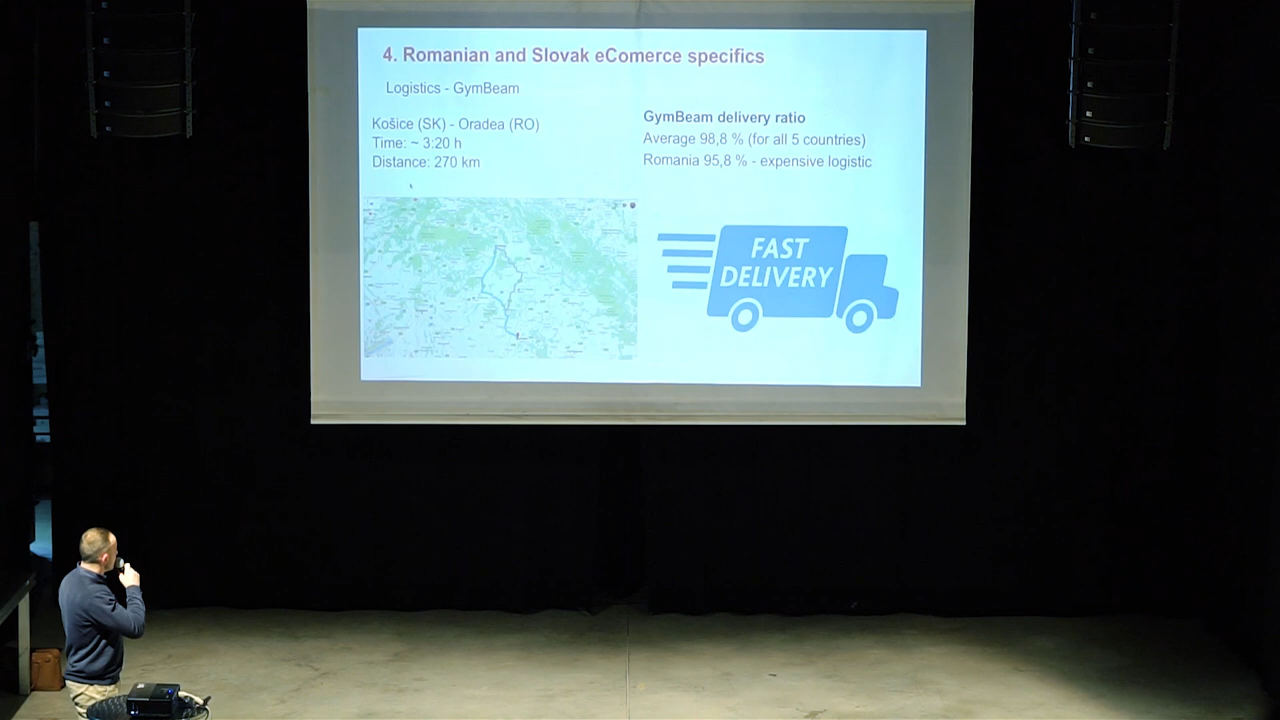 4. Romanian and Slovak eComerce specifics
Logistics - GymBeam
Košice (SK) - Oradea (RO)
Time: ~ 3:20 h
Distance: 270 km
GymBeam delivery ratio
Average 98,8 % (for all 5 countries)
Romania 95,8 % - expensive logistic
FAST
DELIVERY